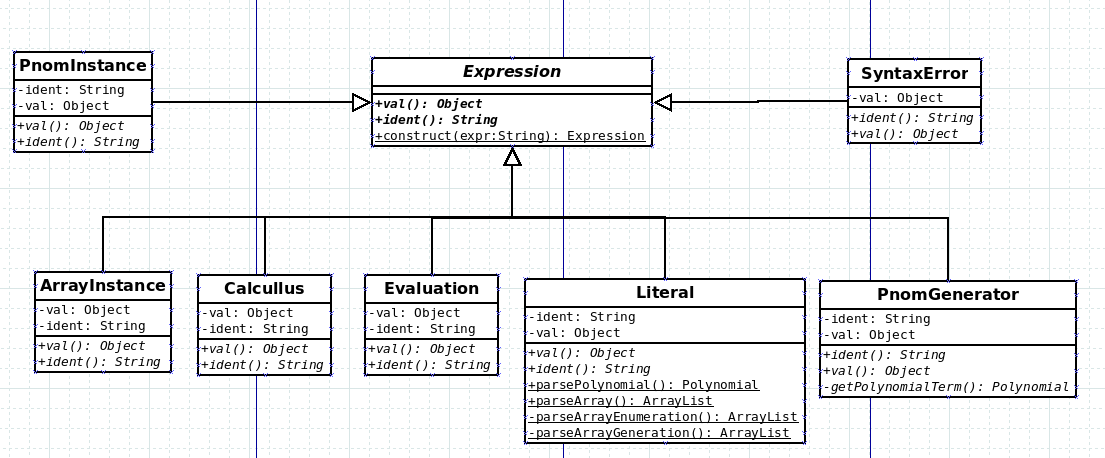 PnomInstance
-ident: String
-val: Object
+val(): Object
+ident(): String
Expression
+val(): Object
+ident(): String
+construct(expr:String): Expression
SyntaxError
-val: Object
+ident(): String
+val(): Object
ArrayInstance
-val: Object
-ident: String
+val(): Object
+ident(): String
Calcullus
-val: Object
-ident: String
+val(): Object
+ident(): String
Evaluation
-val: Object
-ident: String
+val(): Object
+ident(): String
Literal
-ident: String
-val: Object
+val(): Object
+ident(): String
+parsePolynomial(): Polynomial
+parseArray(): ArrayList
-parseArrayEnumeration(): ArrayList
-parseArrayGeneration(): ArrayList
PnomGenerator
-ident: String
-val: Object
+ident(): String
+val(): Object
-getPolynomialTerm(): Polynomial